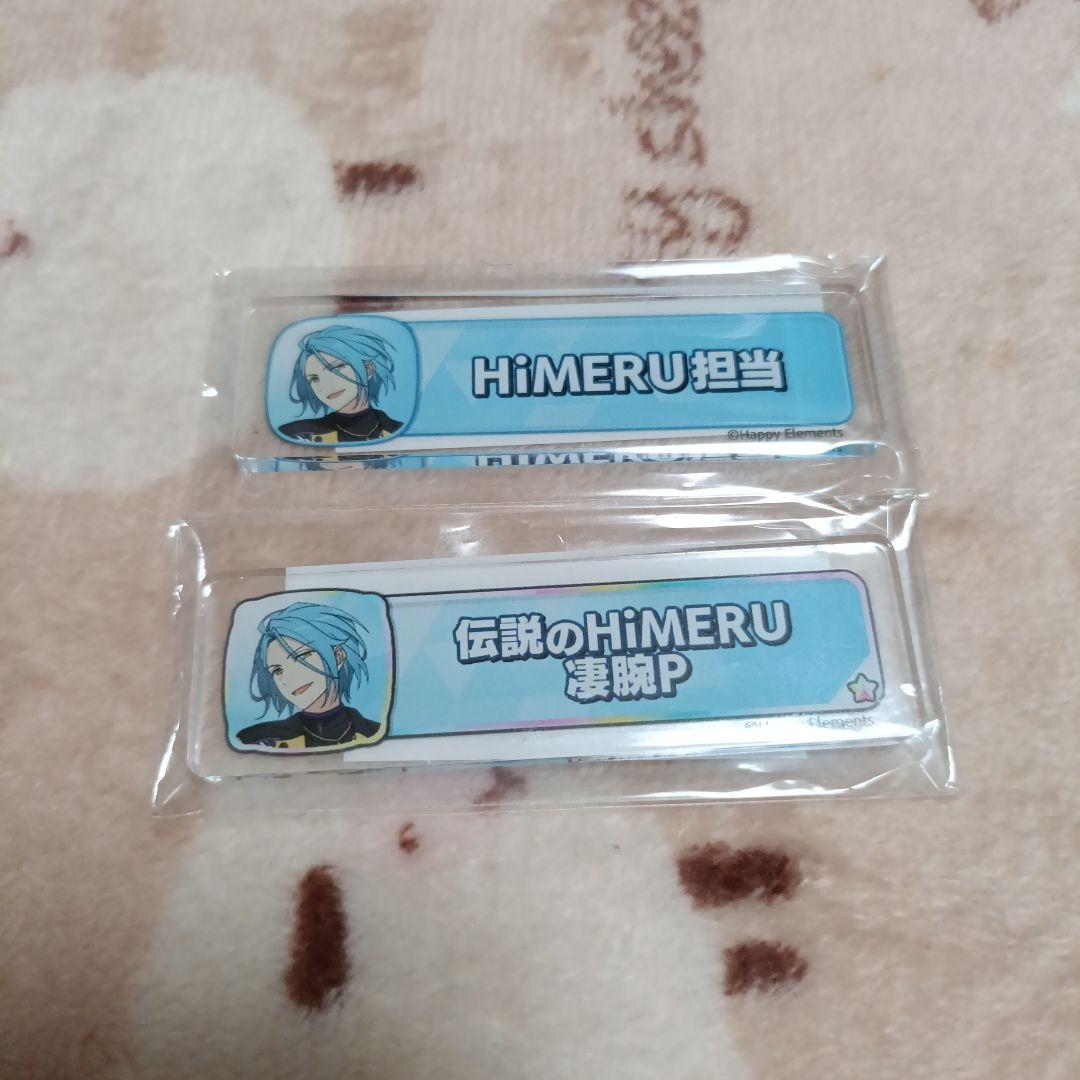 HiMERU担当
©Happy Elements
伝説のHiMERU
凄腕P
Elements